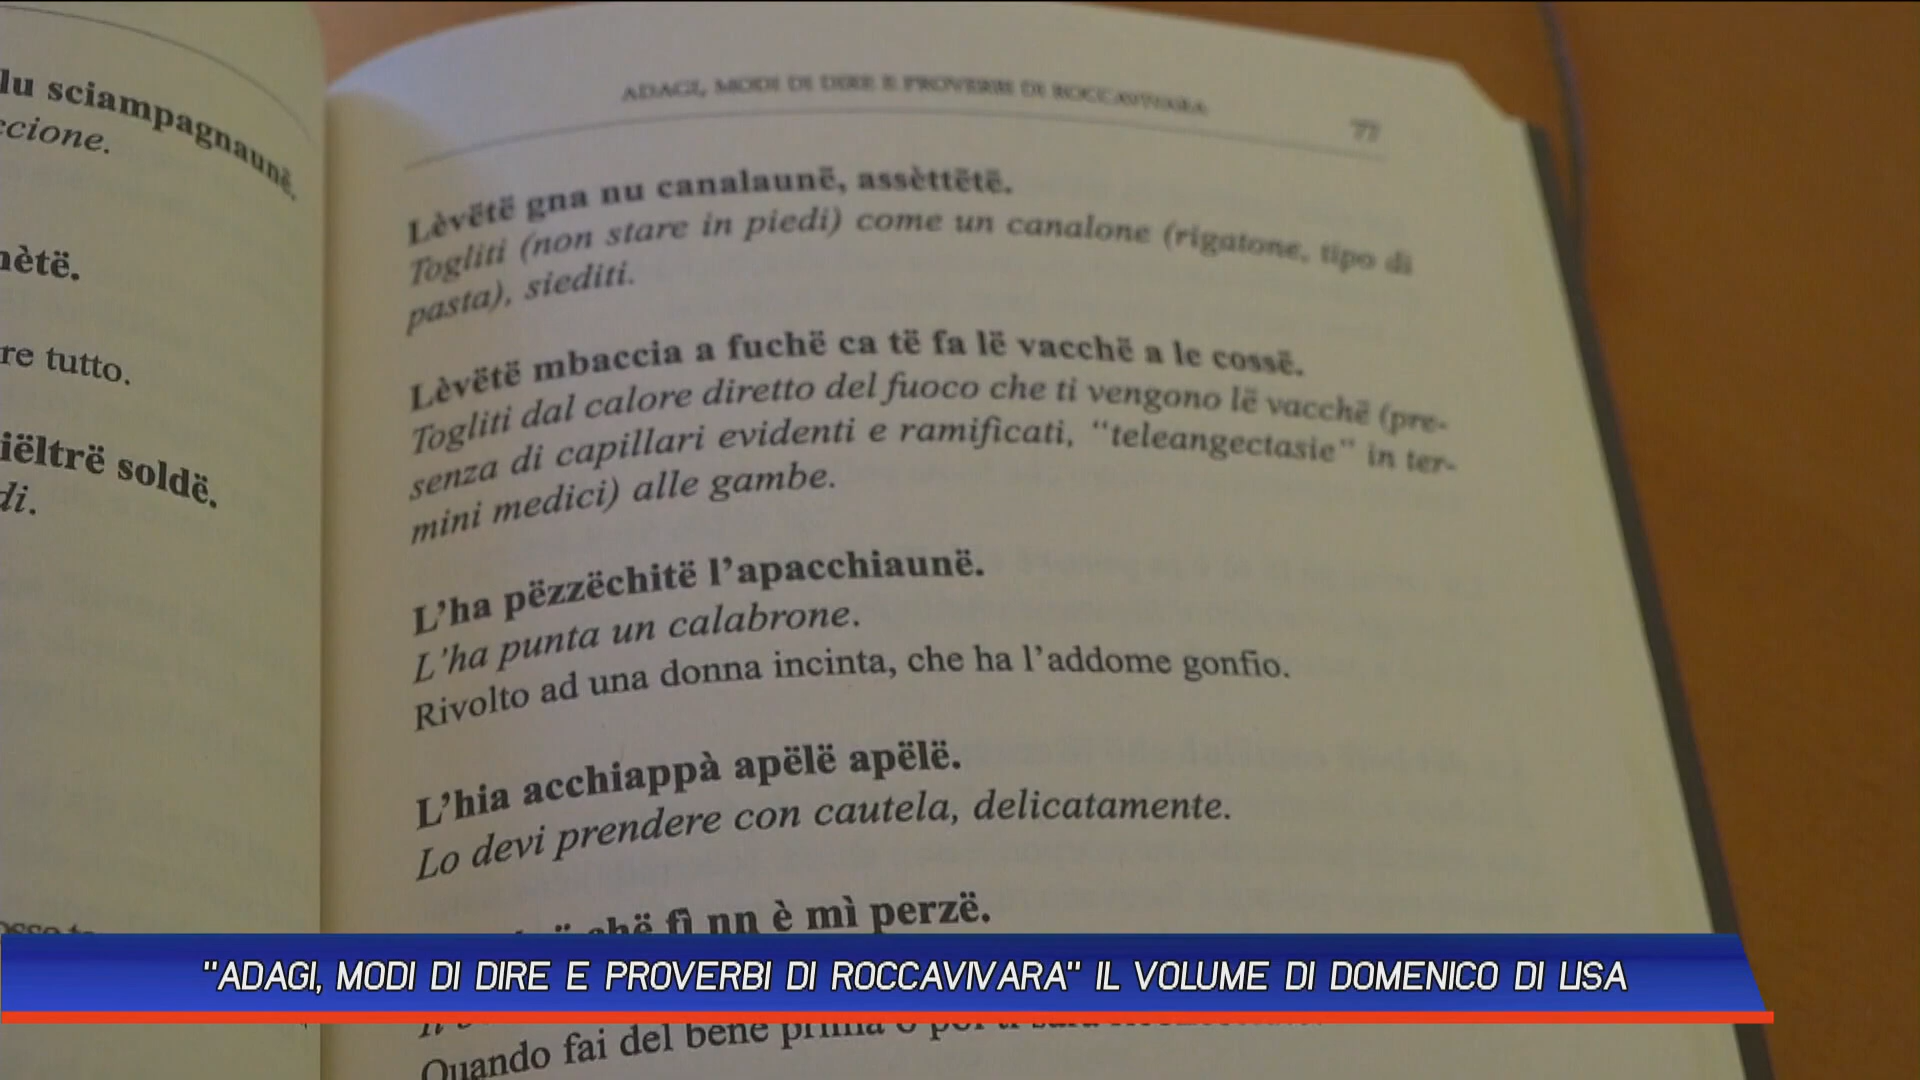 lu sciampagnaunë.
ccione.
nètë.
re tutto.
iëltrë soldë.
di.
ADAGI, MODI DI DIRE E PROVERBI DI ROCCAVIVARA
77
Lèvëtë gna nu canalaunë, assèttëtë.
Togliti (non stare in piedi) come un canalone (rigatone, tipo di
pasta), siediti.
Lèvëtë mbaccia a fuchë ca të fa lë vacchë a le cossë.
Togliti dal calore diretto del fuoco che ti vengono lë vacchë (pre-
senza di capillari evidenti e ramificati, “teleangectasie” in ter-
mini medici) alle gambe.
L’ha pëzzëchitë l’apacchiaunë.
L’ha punta un calabrone.
Rivolto ad una donna incinta, che ha l’addome gonfio.
L’hia acchiappà apëlë apëlë.
Lo devi prendere con cautela, delicatamente.
chë fì nn è mì perzë.
"ADAGI, MODI DI DIRE E PROVERBI DI ROCCAVIVARA" IL VOLUME DI DOMENICO DI LISA
Quando fai del bene prima o poi